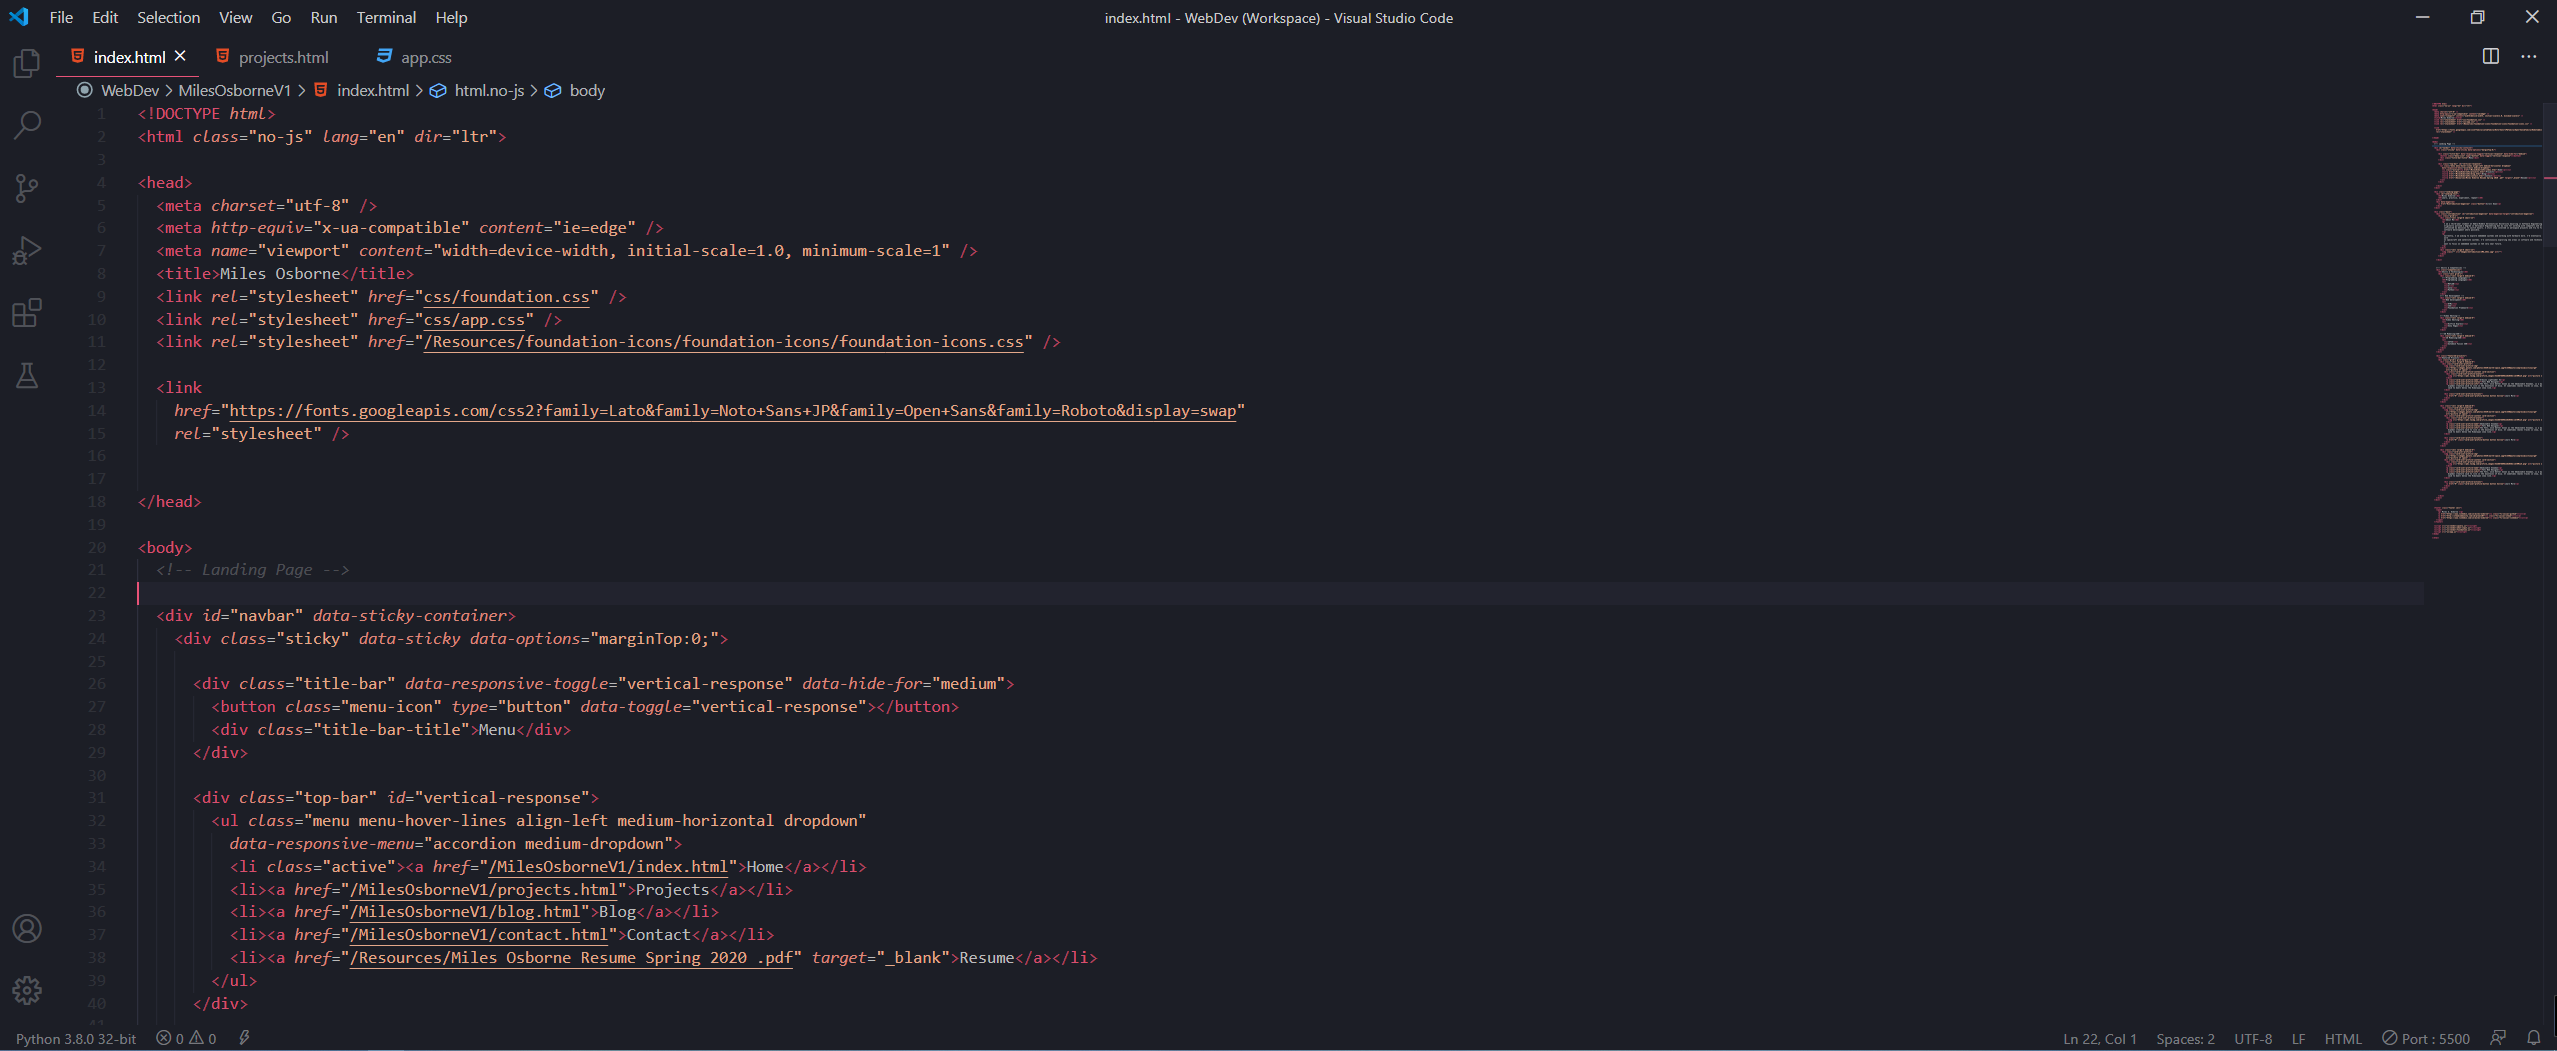 File Edit Selection View Go Run Terminal Help index.html - WebDev (Workspace) - Visual Studio Code
index.html projects.html app.css
WebDev > MilesOsborneV1 > index.html > html.no-js > body
1 <!DOCTYPE html>
2 <html class="no-js" lang="en" dir="ltr">
3
4 <head>
5 <meta charset="utf-8" />
6 <meta http-equiv="x-ua-compatible" content="ie=edge" />
7 <meta name="viewport" content="width=device-width, initial-scale=1.0, minimum-scale=1" />
8 <title>Miles Osborne</title>
9 <link rel="stylesheet" href="css/foundation.css" />
10 <link rel="stylesheet" href="css/app.css" />
11 <link rel="stylesheet" href="/Resources/foundation-icons/foundation-icons/foundation-icons.css" />
12
13 <link
14 href="https://fonts.googleapis.com/css2?family=Lato&family=Noto+Sans+JP&family=Open+Sans&family=Roboto&display=swap"
15 rel="stylesheet" />
16
17
18 </head>
19
20 <body>
21 <!-- Landing Page -->
22
23 <div id="navbar" data-sticky-container>
24 <div class="sticky" data-sticky data-options="marginTop:0;">
25
26 <div class="title-bar" data-responsive-toggle="vertical-response" data-hide-for="medium">
27 <button class="menu-icon" type="button" data-toggle="vertical-response"></button>
28 <div class="title-bar-title">Menu</div>
29 </div>
30
31 <div class="top-bar" id="vertical-response">
32 <ul class="menu menu-hover-lines align-left medium-horizontal dropdown"
33 data-responsive-menu="accordion medium-dropdown">
34 <li class="active"><a href="/MilesOsborneV1/index.html">Home</a></li>
35 <li><a href="/MilesOsborneV1/projects.html">Projects</a></li>
36 <li><a href="/MilesOsborneV1/blog.html">Blog</a></li>
37 <li><a href="/MilesOsborneV1/contact.html">Contact</a></li>
38 <li><a href="/Resources/Miles Osborne Resume Spring 2020 .pdf" target="_blank">Resume</a></li>
39 </ul>
40 </div>
Python 3.8.0 32-bit 0 0 Ln 22, Col 1 Spaces: 2 UTF-8 LF HTML Port : 5500